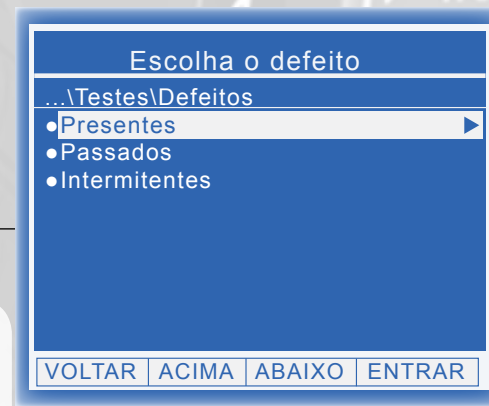 Escolha o defeito
...\Testes\Defeitos
●Presentes ▶
●Passados
●Intermitentes
VOLTAR ACIMA ABAIXO ENTRAR